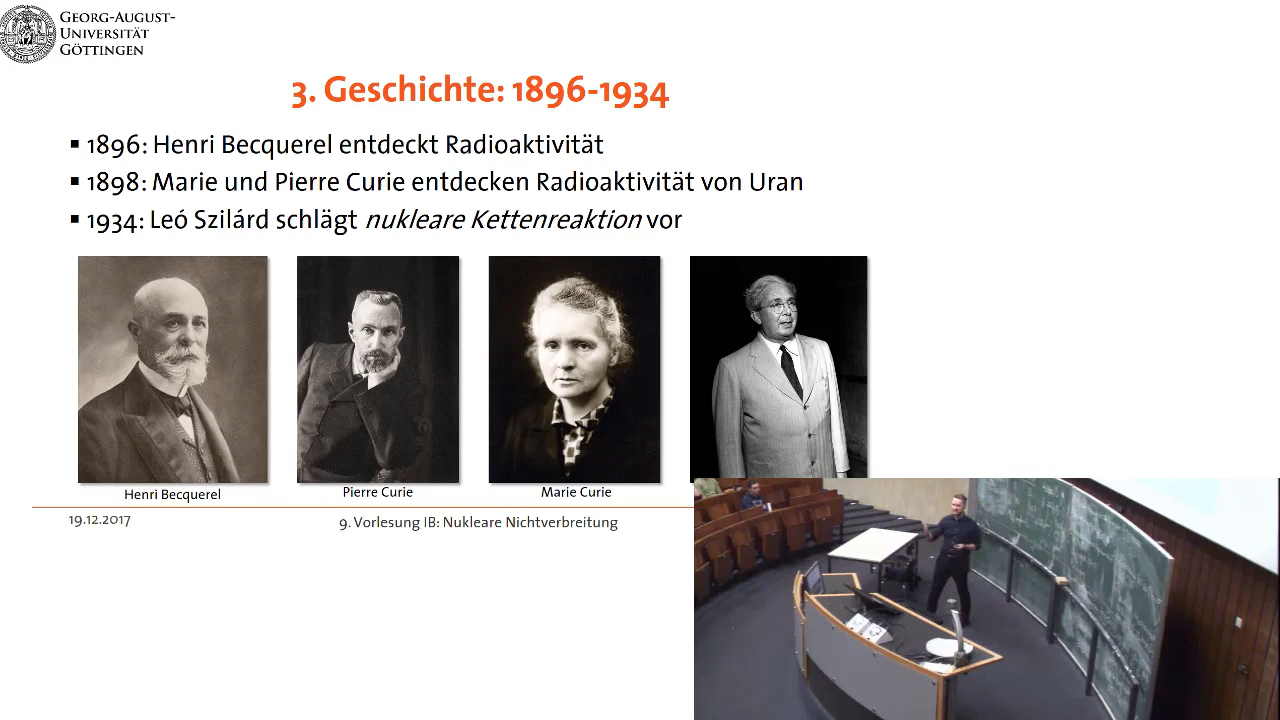 GEORG-AUGUST-
UNIVERSITÄT
GÖTTINGEN
3. Geschichte: 1896-1934
▪ 1896: Henri Becquerel entdeckt Radioaktivität
▪ 1898: Marie und Pierre Curie entdecken Radioaktivität von Uran
▪ 1934: Leó Szilárd schlägt nukleare Kettenreaktion vor
Henri Becquerel
Pierre Curie
Marie Curie
19.12.2017
9. Vorlesung IB: Nukleare Nichtverbreitung